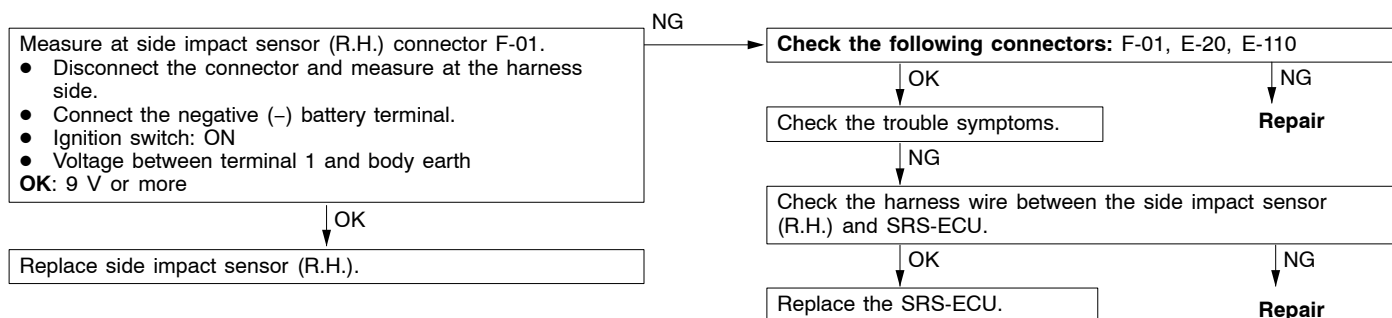 Measure at side impact sensor (R.H.) connector F-01.
● Disconnect the connector and measure at the harness
side.
● Connect the negative (–) battery terminal.
● Ignition switch: ON
● Voltage between terminal 1 and body earth
OK: 9 V or more
OK
Replace side impact sensor (R.H.).
NG
Check the following connectors: F-01, E-20, E-110
OK
NG
Check the trouble symptoms.
Repair
NG
Check the harness wire between the side impact sensor
(R.H.) and SRS-ECU.
OK
NG
Replace the SRS-ECU.
Repair